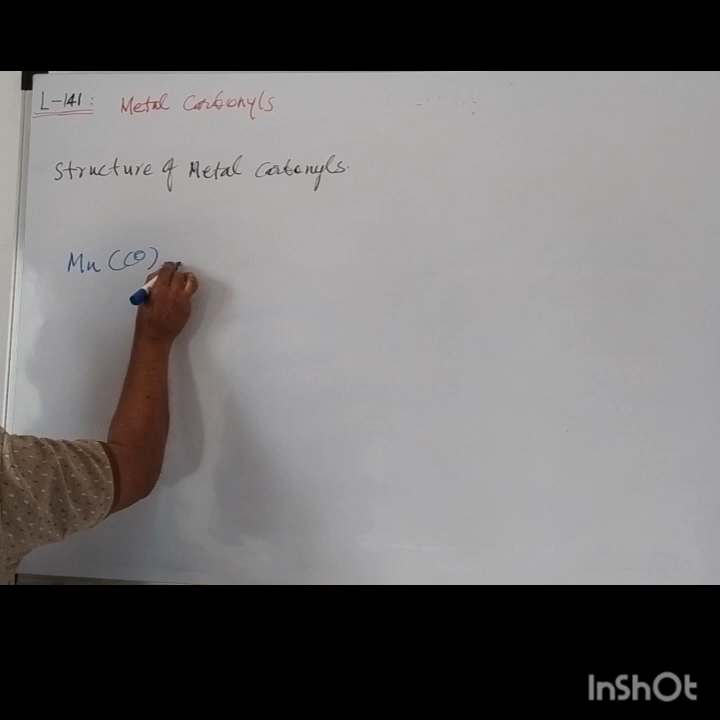 L-141: Metal Carbonyls
Structure of Metal Carbonyls.
Mn (CO)
InShOt